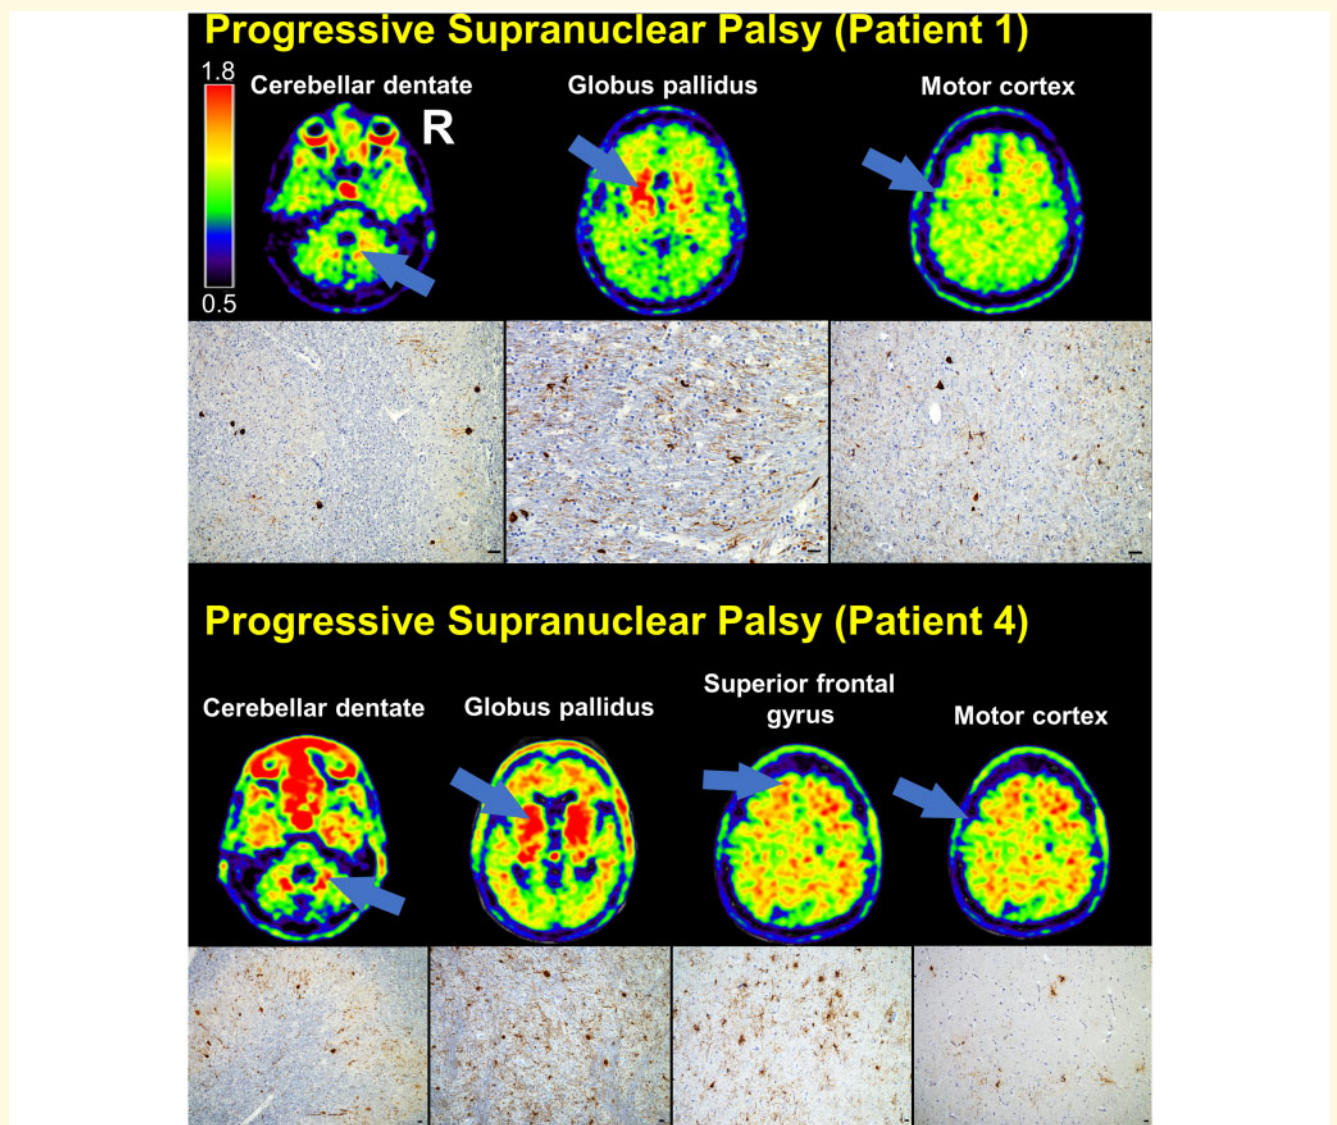 Progressive Supranuclear Palsy (Patient 1)
1.8
Cerebellar dentate
Globus pallidus
Motor cortex
R
0.5
Progressive Supranuclear Palsy (Patient 4)
Cerebellar dentate
Globus pallidus
Superior frontal
gyrus
Motor cortex